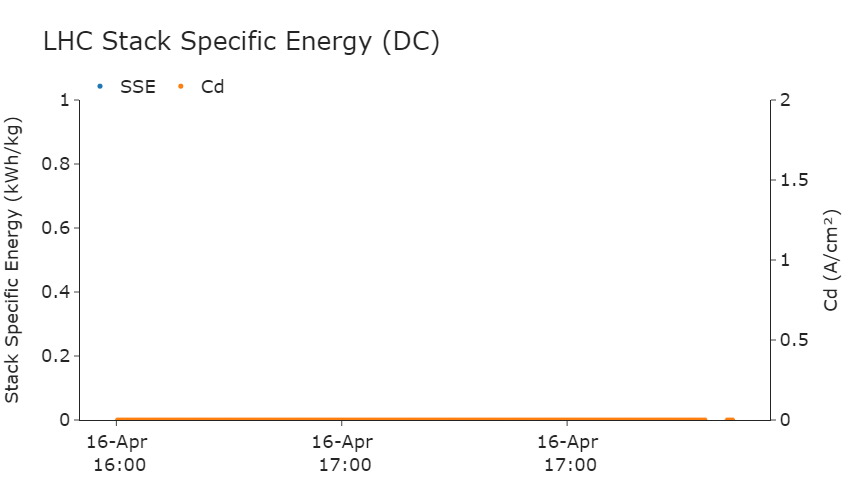 LHC Stack Specific Energy (DC)
SSE Cd
Stack Specific Energy (kWh/kg)
1
0.8
0.6
0.4
0.2
0
2
1.5
1
0.5
0
Cd (A/cm²)
16-Apr 16-Apr 16-Apr
16:00 17:00 17:00